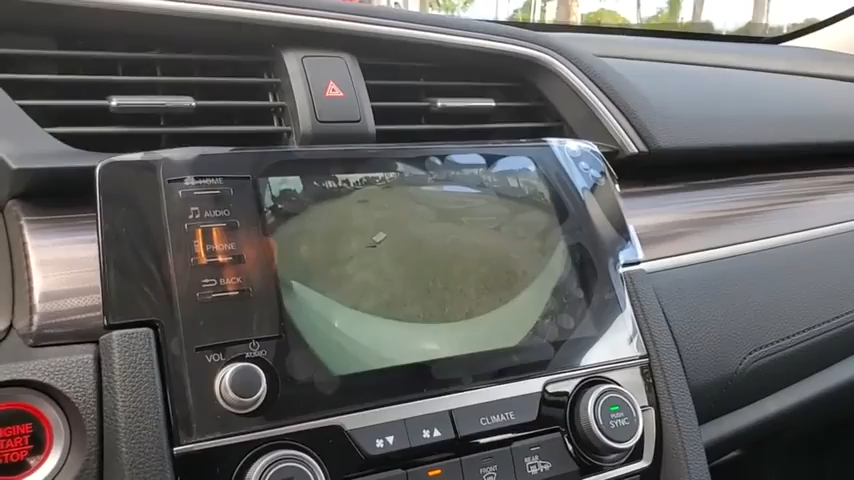 HOME
AUDIO
PHONE
BACK
VOL AUDIO
CLIMATE
PUSH
SYNC
FRONT
REAR
ENGINE
START
STOP